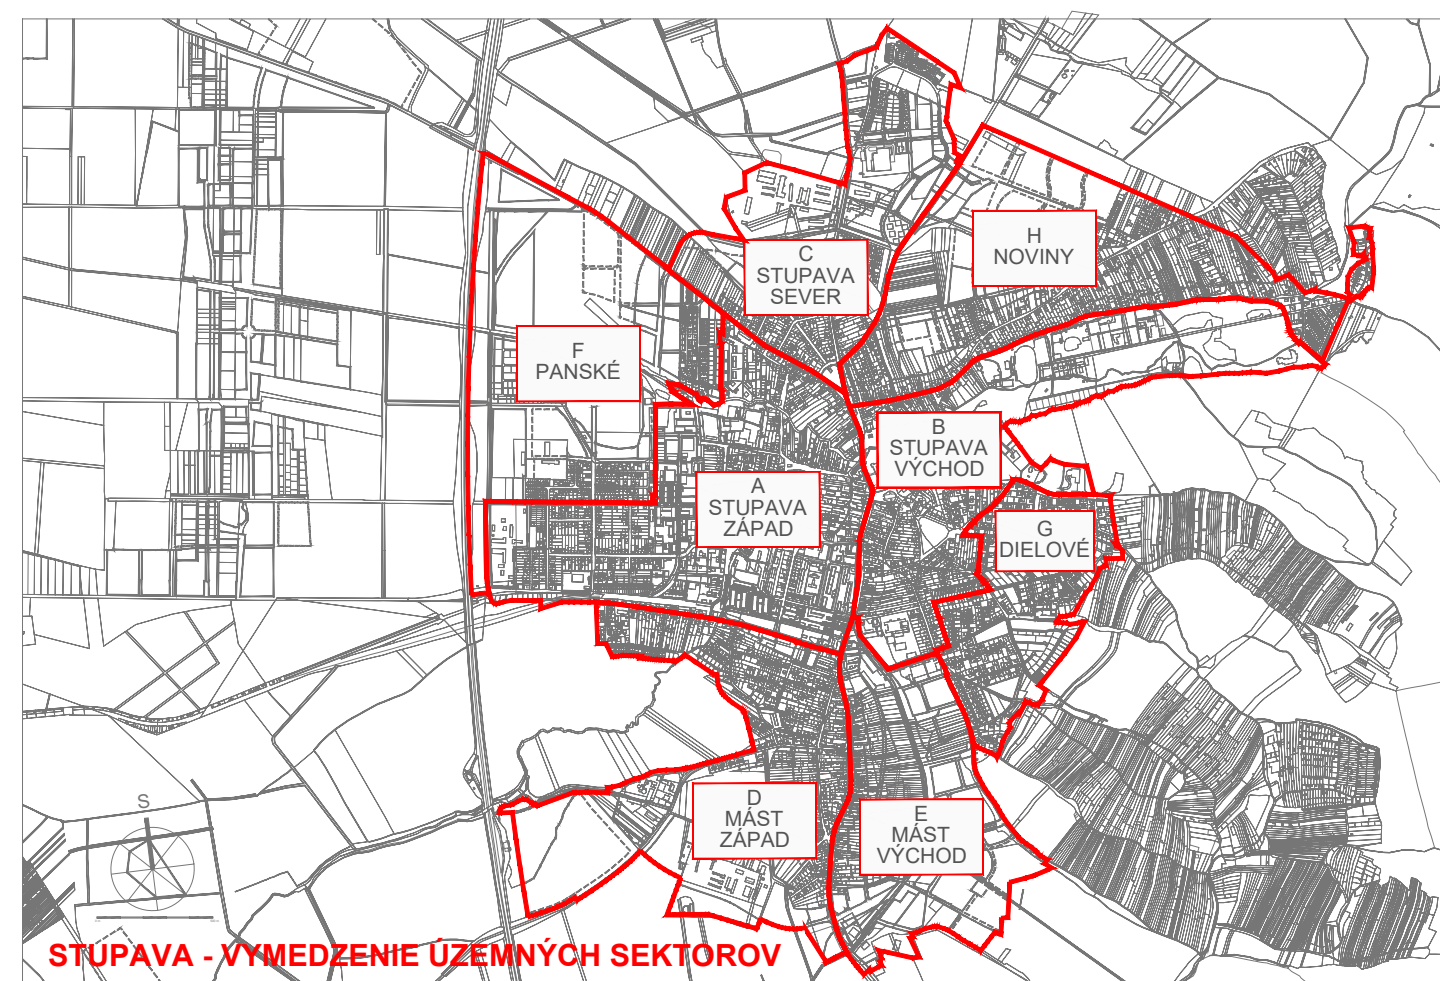 H
NOVINY
C
STUPAVA
SEVER
F
PANSKÉ
B
STUPAVA
VÝCHOD
A
STUPAVA
ZÁPAD
G
DIELOVÉ
D
MÁST
ZÁPAD
E
MÁST
VÝCHOD
S
STUPAVA - VYMEDZENIE ÚZEMNÝCH SEKTOROV